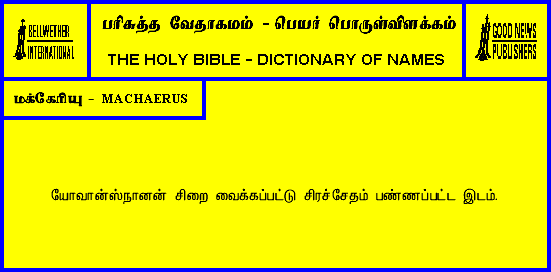 BELLWETHER
INTERNATIONAL
பரிசுத்த வேதாகமம் - பெயர் பொருள்விளக்கம்
THE HOLY BIBLE - DICTIONARY OF NAMES
GOOD NEWS
PUBLISHERS
மக்கேரியு - MACHAERUS
யோவான்ஸ்நானன் சிறை வைக்கப்பட்டு சிரச்சேதம் பண்ணப்பட்ட இடம்.